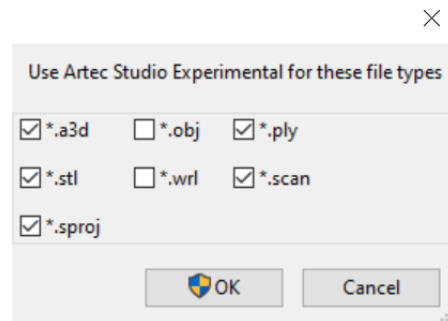 Use Artec Studio Experimental for these file types
*.a3d *.obj *.ply
*.stl *.wrl *.scan
*.sproj
OK Cancel